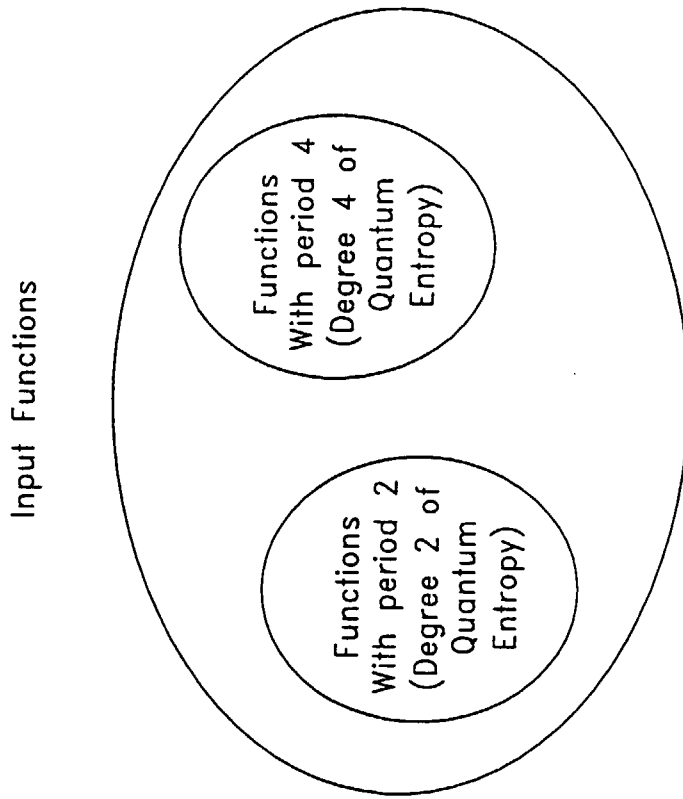 Input Functions
Functions
With period 2
(Degree 2 of
Quantum
Entropy)
Functions
With period 4
(Degree 4 of
Quantum
Entropy)